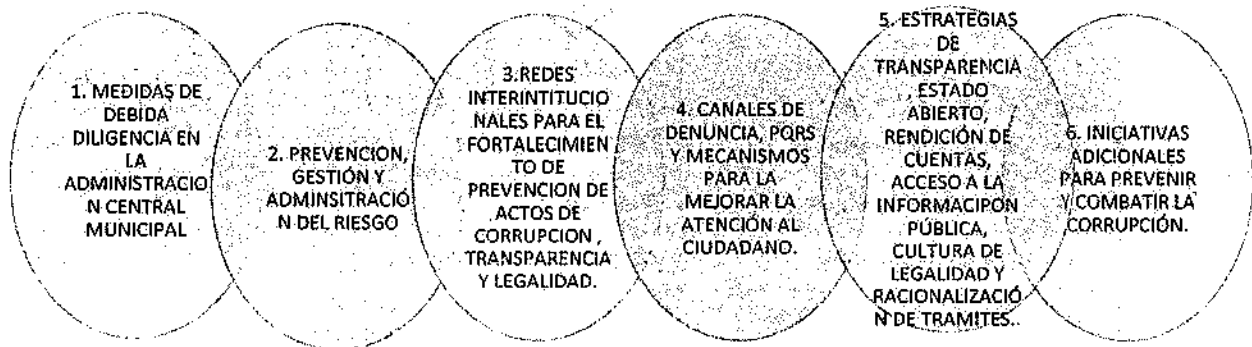 1. MEDIDAS DE
DEBIDA
DILIGENCIA EN
LA
ADMINISTRACIO
N CENTRAL
MUNICIPAL
2. PREVENCION,
GESTIÓN Y
ADMINSITRACIÓ
N DEL RIESGO
3.REDES
INTERINTITUCIO
NALES PARA EL
FORTALECIMIEN
TO DE
PREVENCION DE
ACTOS DE
CORRUPCION ,
TRANSPARENCIA
Y LEGALIDAD.
4. CANALES DE
DENUNCIA, PQRS
Y MECANISMOS
PARA LA
MEJORAR LA
ATENCIÓN AL
CIUDADANO.
5. ESTRATEGIAS
DE
TRANSPARENCIA
, ESTADO
ABIERTO,
RENDICIÓN DE
CUENTAS,
ACCESO A LA
INFORMACIPON
PÚBLICA,
CULTURA DE
LEGALIDAD Y
RACIONALIZACIÓ
N DE TRAMITES..
6. INICIATIVAS
ADICIONALES
PARA PREVENIR
Y COMBATIR LA
CORRUPCIÓN.